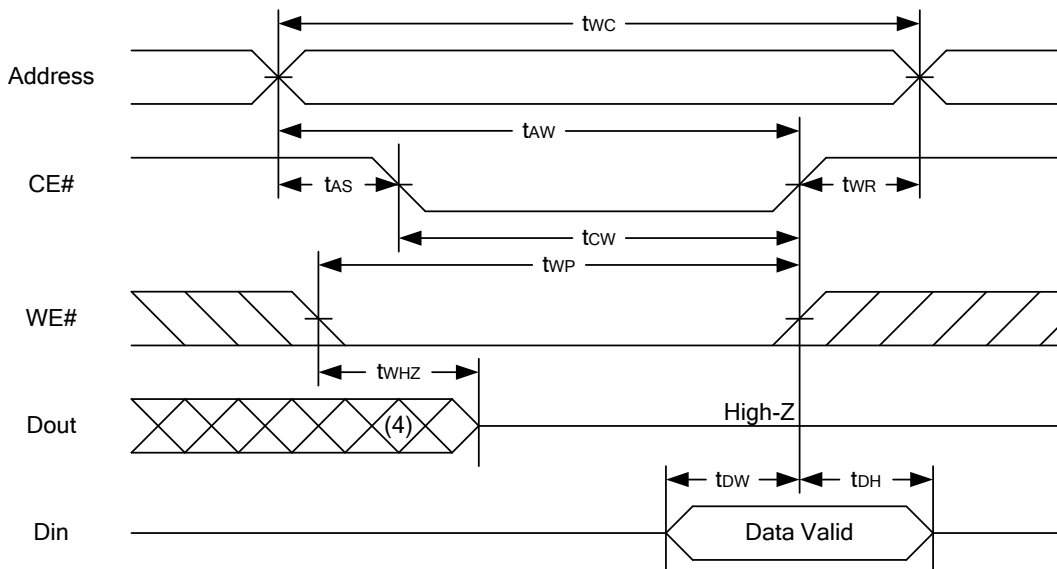 tWC
Address
tAW
CE#
tAS
tWR
tCW
tWP
WE#
tWHZ
Dout
(4)
High-Z
tDW
tDH
Din
Data Valid